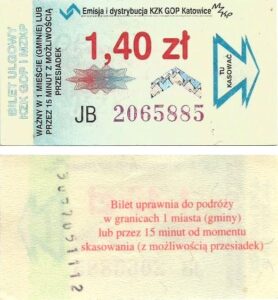 BILET ULGOWY
KZK GOP I MZKP
WAŻNY W 1 MIEŚCIE (GMINIE) LUB
PRZEZ 15 MINUT Z MOŻLIWOŚCIĄ
PRZESIADEK
Emisja i dystrybucja KZK GOP Katowice
1,40 zł
JB 2065885
TU
KASOWAĆ
Bilet uprawnia do podróży
w granicach 1 miasta (gminy)
lub przez 15 minut od momentu
skasowania (z możliwością przesiadek)